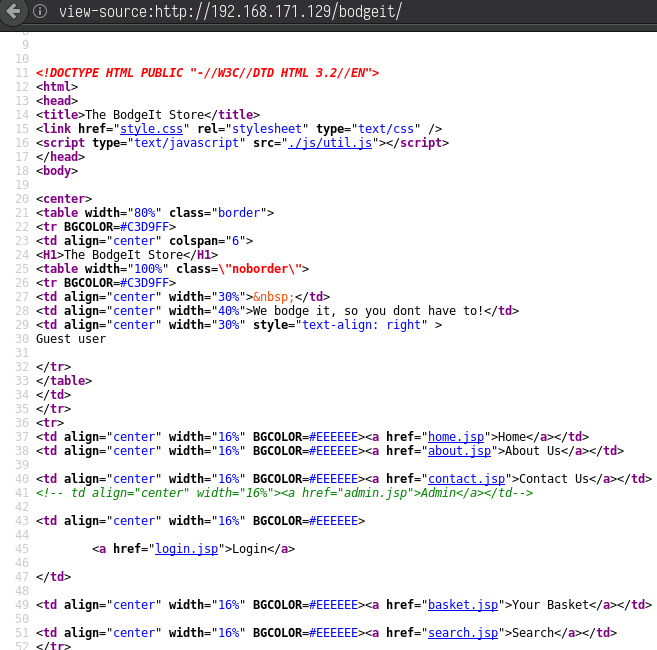 view-source:http://192.168.171.129/bodgeit/
9
10
11 <!DOCTYPE HTML PUBLIC "-//W3C//DTD HTML 3.2//EN">
12 <html>
13 <head>
14 <title>The BodgeIt Store</title>
15 <link href="style.css" rel="stylesheet" type="text/css" />
16 <script type="text/javascript" src="./js/util.js"></script>
17 </head>
18 <body>
19
20 <center>
21 <table width="80%" class="border">
22 <tr BGCOLOR=#C3D9FF>
23 <td align="center" colspan="6">
24 <H1>The BodgeIt Store</H1>
25 <table width="100%" class=\"noborder\">
26 <tr BGCOLOR=#C3D9FF>
27 <td align="center" width="30%">&nbsp;</td>
28 <td align="center" width="40%">We bodge it, so you dont have to!</td>
29 <td align="center" width="30%" style="text-align: right" >
30 Guest user
31
32 </tr>
33 </table>
34 </td>
35 </tr>
36 <tr>
37 <td align="center" width="16%" BGCOLOR=#EEEEEE><a href="home.jsp">Home</a></td>
38 <td align="center" width="16%" BGCOLOR=#EEEEEE><a href="about.jsp">About Us</a></td>
39
40 <td align="center" width="16%" BGCOLOR=#EEEEEE><a href="contact.jsp">Contact Us</a></td>
41 <!-- td align="center" width="16%"><a href="admin.jsp">Admin</a></td-->
42
43 <td align="center" width="16%" BGCOLOR=#EEEEEE>
44
45 <a href="login.jsp">Login</a>
46
47 </td>
48
49 <td align="center" width="16%" BGCOLOR=#EEEEEE><a href="basket.jsp">Your Basket</a></td>
50
51 <td align="center" width="16%" BGCOLOR=#EEEEEE><a href="search.jsp">Search</a></td>
52 </tr>